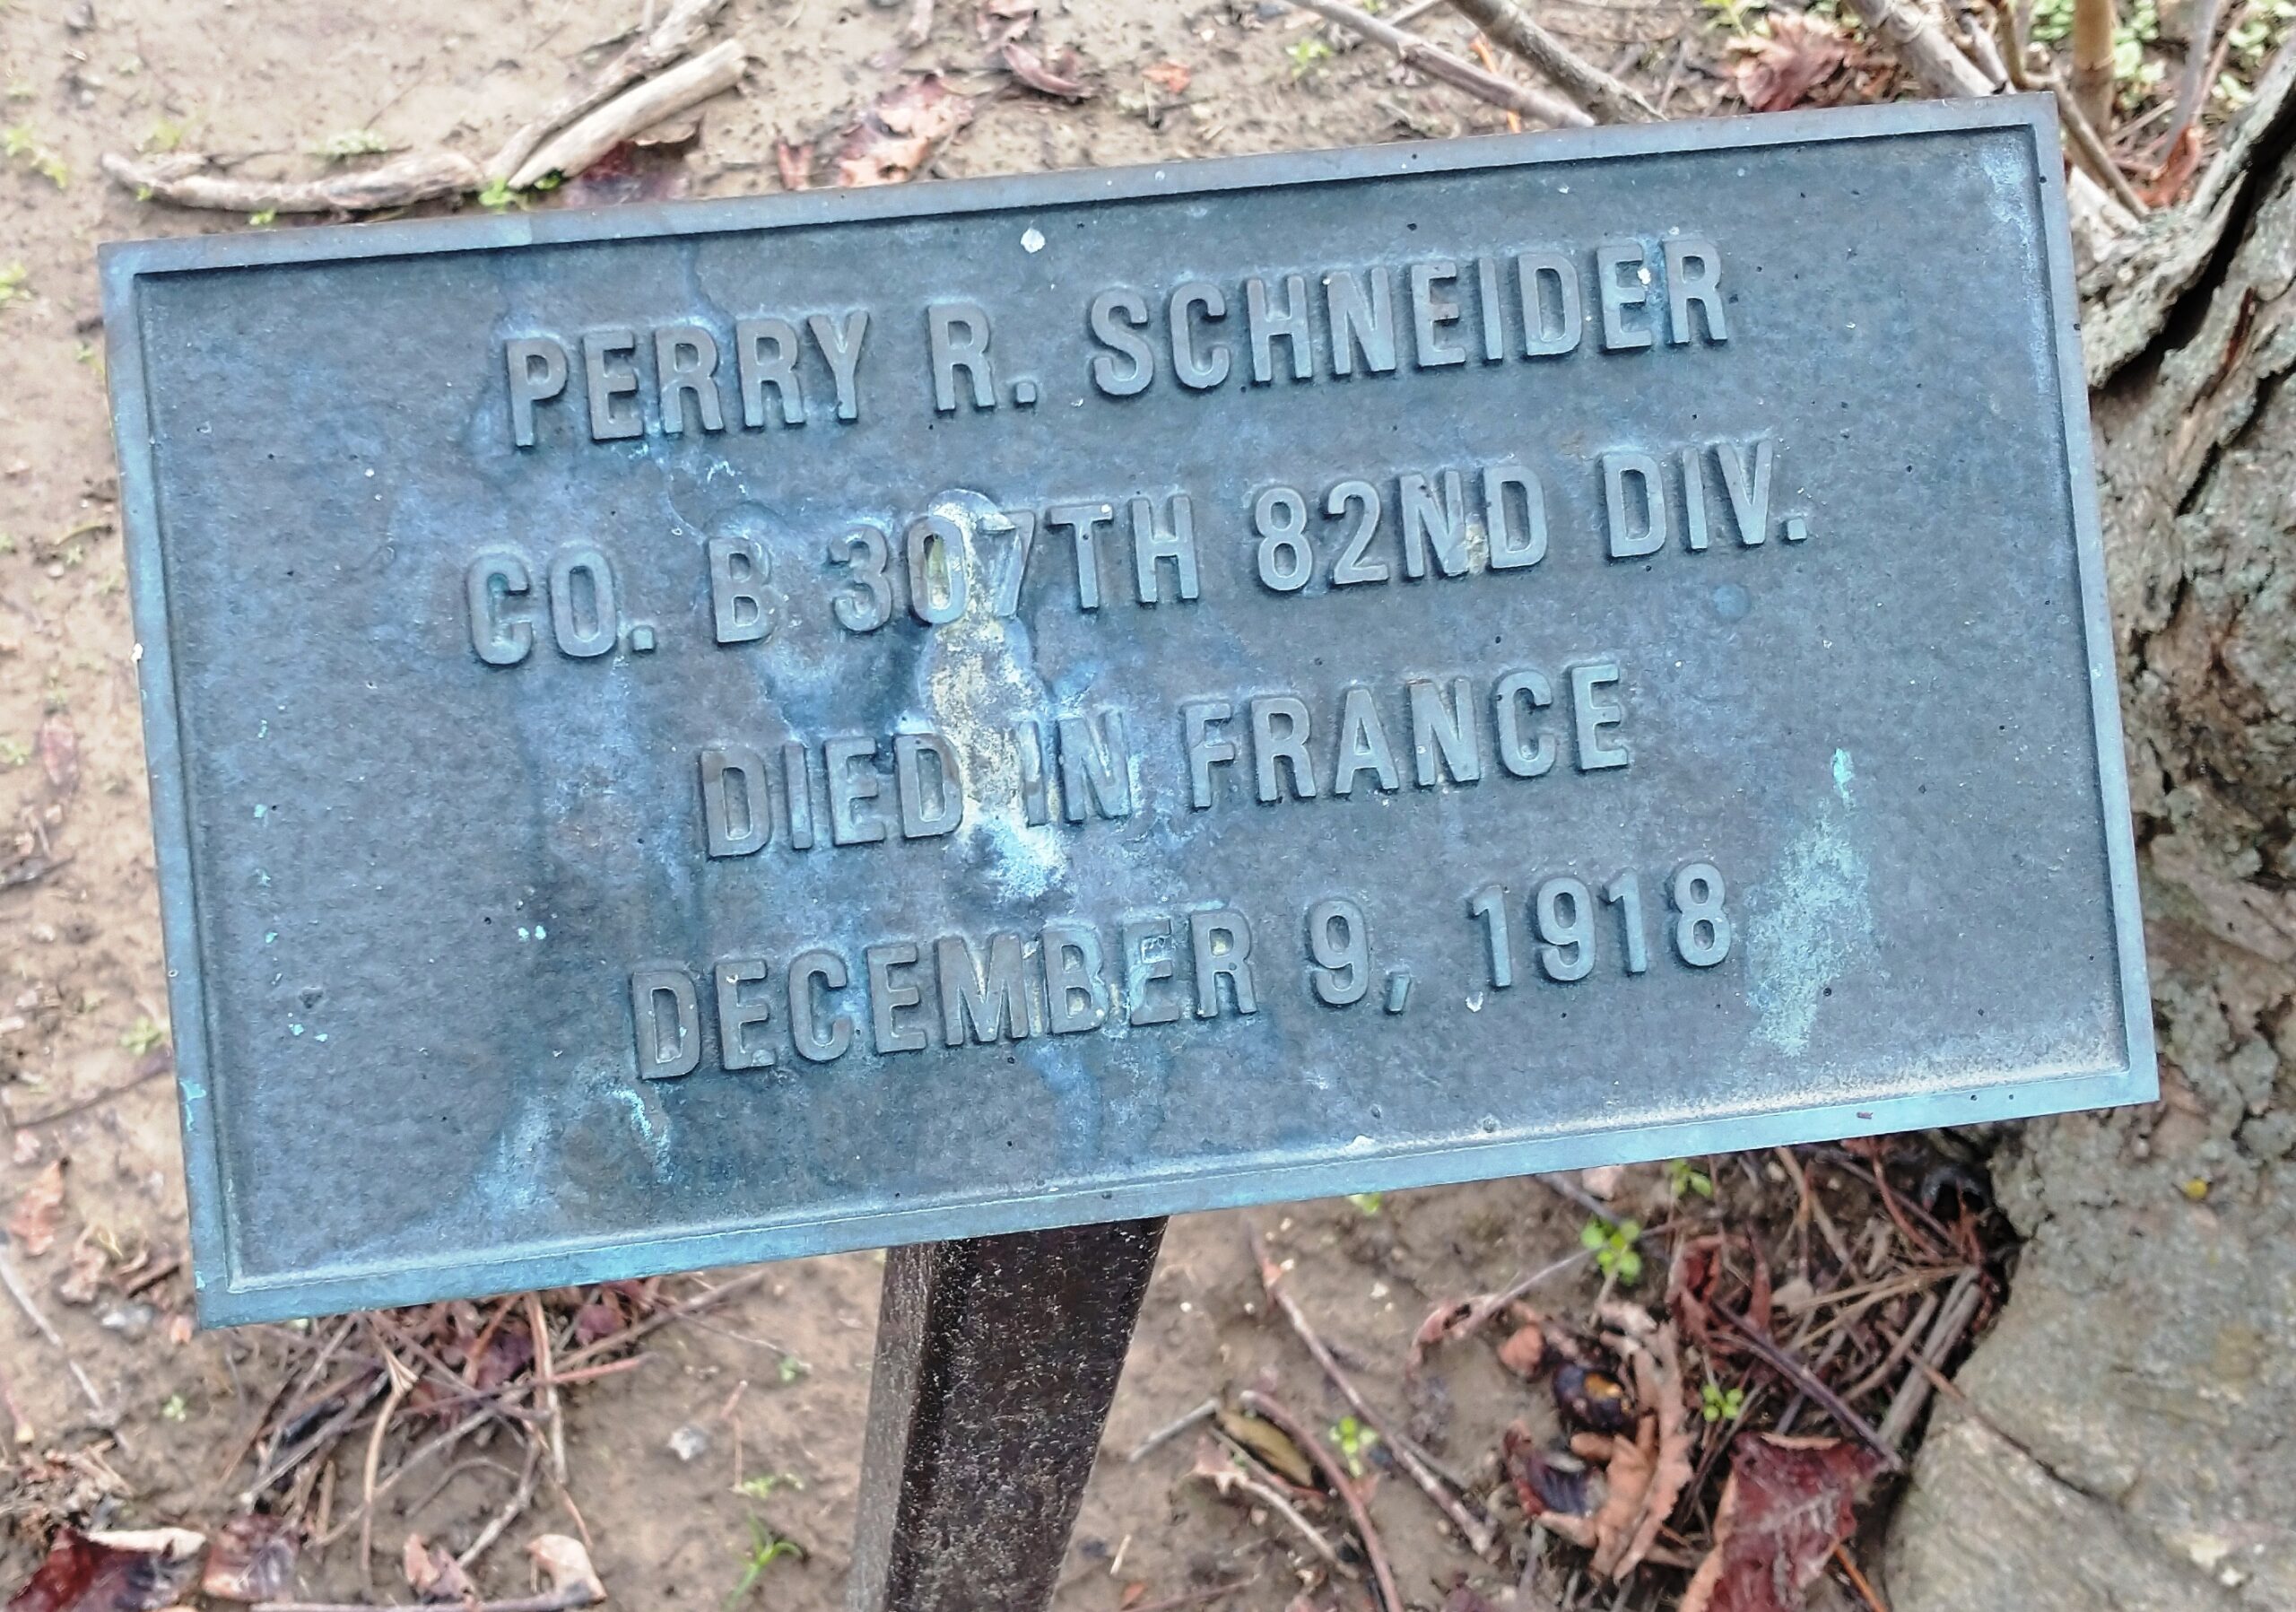 PERRY R. SCHNEIDER
CO. B 307TH 82ND DIV.
DIED IN FRANCE
DECEMBER 9, 1918